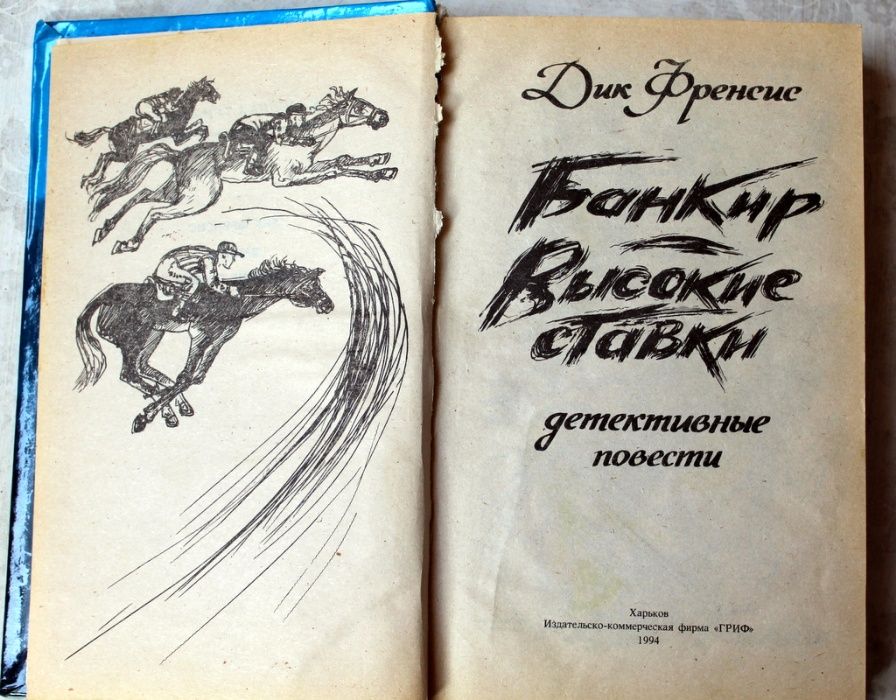 Дик Френсис
Банкир
Высокие
ставки
детективные
повести
Харьков
Издательско-коммерческая фирма «ГРИФ»
1994